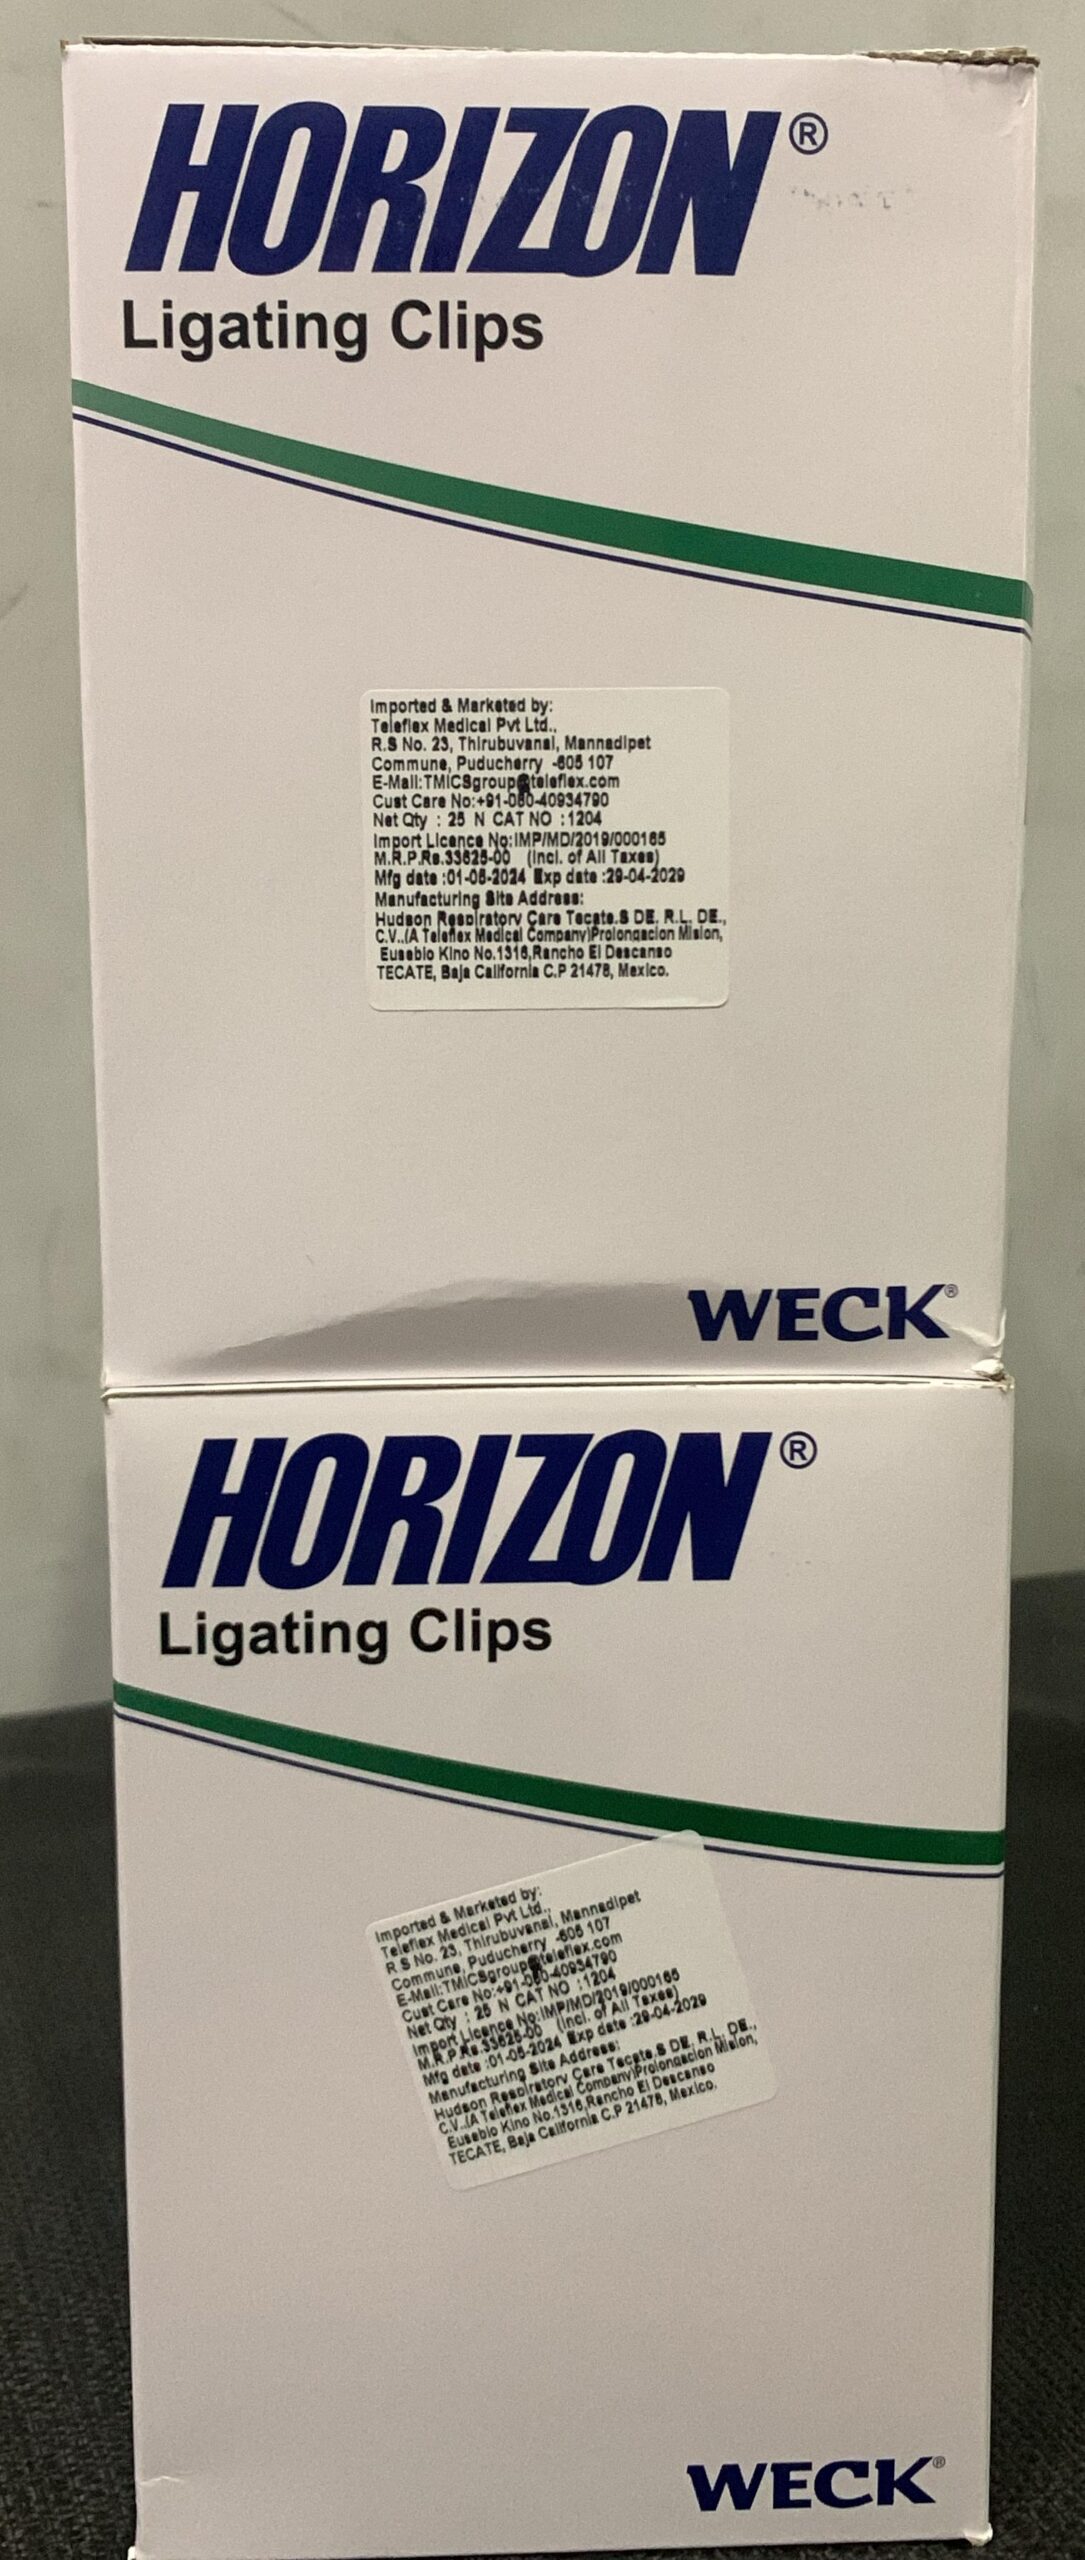 HORIZON®
Ligating Clips
Imported & Marketed by:
Teleflex Medical Pvt Ltd.,
R.S No. 23, Thirubuvanai, Mannadipet
Commune, Puducherry -605 107
E-Mail:TMICSgroup@teleflex.com
Cust Care No:+91-080-40934790
Net Qty : 25 N CAT NO : 1204
Import Licence No:IMP/MD/2019/000165
M.R.P.Rs.33625-00 (Incl. of All Taxes)
Mfg date :01-05-2024 Exp date :29-04-2029
Manufacturing Site Address:
Hudson Respiratory Care Tecate.S DE. R.L. DE.,
C.V..(A Teleflex Medical Company)Prolongacion Mision,
Eusebio Kino No.1316,Rancho El Descanso
TECATE, Baja California C.P 21478, Mexico.
WECK®
HORIZON®
Ligating Clips
Imported & Marketed by:
Teleflex Medical Pvt Ltd.,
R S No. 23, Thirubuvanai, Mannadipet
Commune, Puducherry -605 107
E-Mail:TMICSgroup@teleflex.com
Cust Care No:+91-080-40934790
Net Qty : 25 N CAT NO : 1204
Import Licence No:IMP/MD/2019/000165
M.R.P.Rs.33625-00 (Incl. of All Taxes)
Mfg date :01-05-2024 Exp date :29-04-2029
Manufacturing Site Address:
Hudson Respiratory Care Tecate.S DE. R.L. DE.,
C.V..(A Teleflex Medical Company)Prolongacion Mision,
Eusebio Kino No.1316,Rancho El Descanso
TECATE, Baja California C.P 21478, Mexico.
WECK®